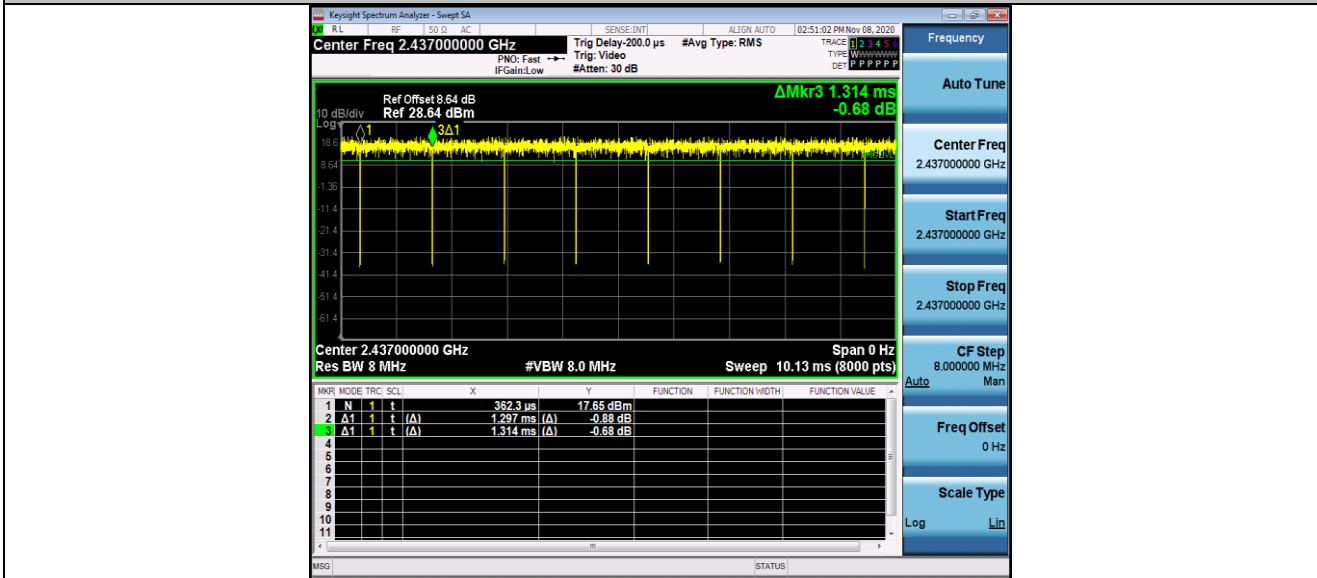 Keysight Spectrum Analyzer - Swept SA
RL RF 50 Ω AC SENSE:INT ALIGN AUTO 02:51:02 PM Nov 08, 2020
Center Freq 2.437000000 GHz
PNO: Fast
IFGain:Low
Trig Delay-200.0 µs
Trig: Video
#Atten: 30 dB
#Avg Type: RMS
TRACE 1 2 3 4 5 6
TYPE
DET P P P P P P
ΔMkr3 1.314 ms
-0.68 dB
Ref Offset 8.64 dB
10 dB/div Ref 28.64 dBm
Log
1
3Δ1
18.6
8.64
-1.36
-11.4
-21.4
-31.4
-41.4
-51.4
-61.4
Center 2.437000000 GHz Span 0 Hz
Res BW 8 MHz #VBW 8.0 MHz Sweep 10.13 ms (8000 pts)
MKR MODE TRC SCL X Y FUNCTION FUNCTION WIDTH FUNCTION VALUE
1 N 1 t 362.3 µs 17.65 dBm
2 Δ1 1 t (Δ) 1.297 ms (Δ) -0.88 dB
3 Δ1 1 t (Δ) 1.314 ms (Δ) -0.68 dB
4
5
6
7
8
9
10
11
MSG STATUS
Frequency
Auto Tune
Center Freq
2.437000000 GHz
Start Freq
2.437000000 GHz
Stop Freq
2.437000000 GHz
CF Step
8.000000 MHz
Auto Man
Freq Offset
0 Hz
Scale Type
Log Lin